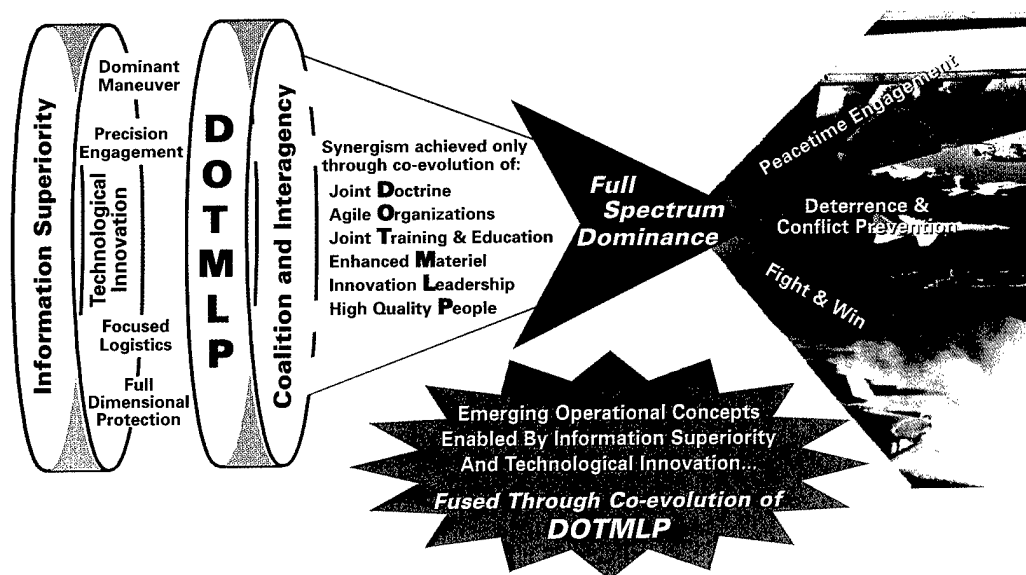 Information Superiority
Dominant
Maneuver
Precision
Engagement
Technological
Innovation
Focused
Logistics
Full
Dimensional
Protection
DOTMLP
Coalition and Interagency
Synergism achieved only
through co-evolution of:
Joint Doctrine
Agile Organizations
Joint Training & Education
Enhanced Materiel
Innovation Leadership
High Quality People
Full
Spectrum
Dominance
Peacetime Engagement
Deterrence &
Conflict Prevention
Fight & Win
Emerging Operational Concepts
Enabled By Information Superiority
And Technological Innovation...
Fused Through Co-evolution of
DOTMLP